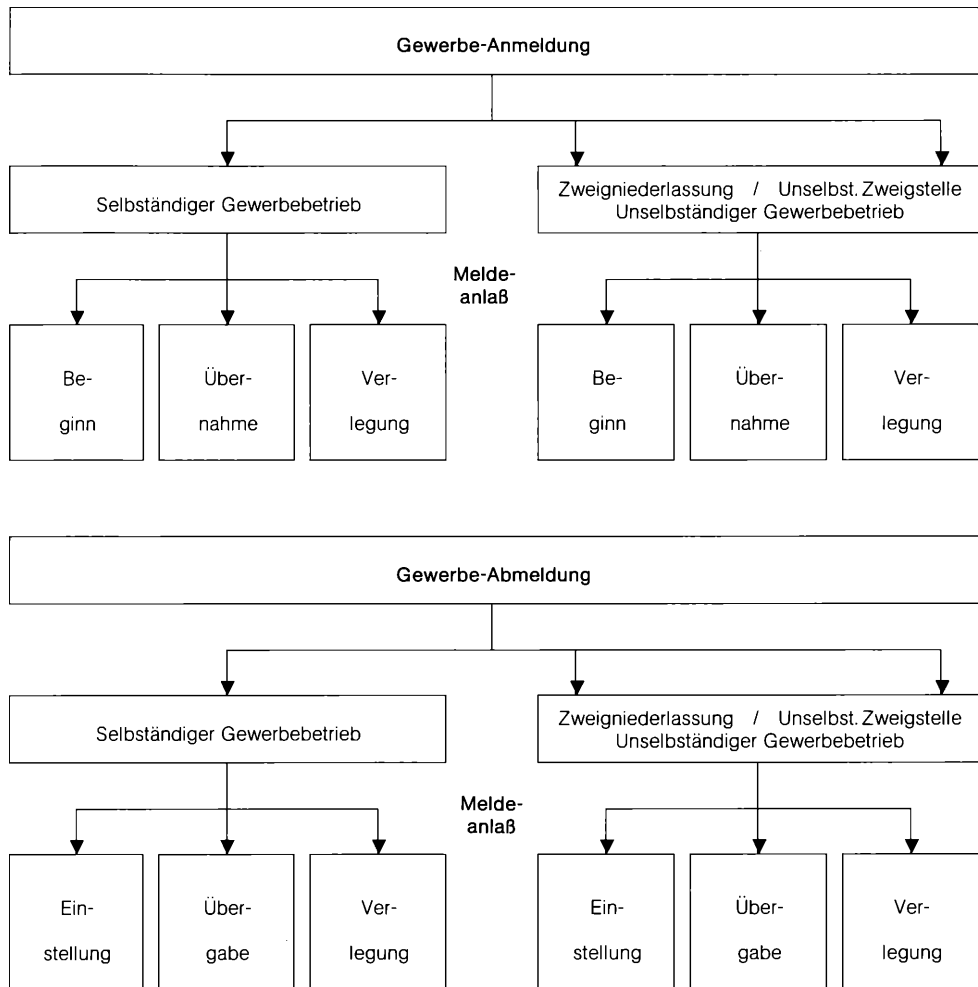 Gewerbe-Anmeldung
Selbständiger Gewerbebetrieb
Zweigniederlassung / Unselbst. Zweigstelle
Unselbständiger Gewerbebetrieb
Melde-
anlaß
Be-
ginn
Über-
nahme
Ver-
legung
Be-
ginn
Über-
nahme
Ver-
legung
Gewerbe-Abmeldung
Selbständiger Gewerbebetrieb
Zweigniederlassung / Unselbst. Zweigstelle
Unselbständiger Gewerbebetrieb
Melde-
anlaß
Ein-
stellung
Über-
gabe
Ver-
legung
Ein-
stellung
Über-
gabe
Ver-
legung